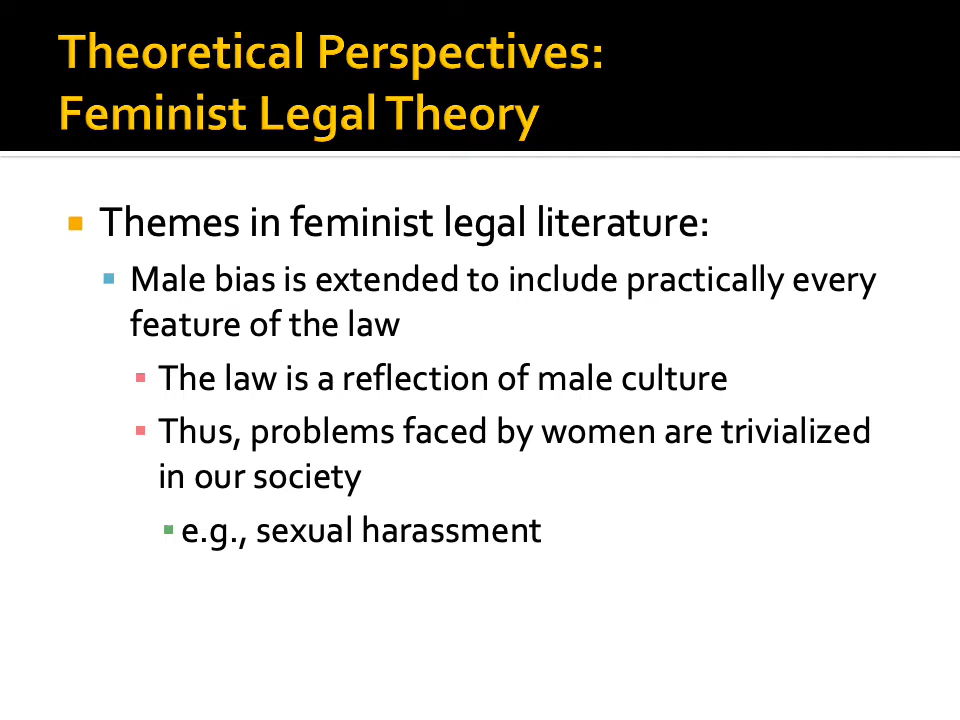 Theoretical Perspectives:
Feminist Legal Theory
Themes in feminist legal literature:
Male bias is extended to include practically every
feature of the law
The law is a reflection of male culture
Thus, problems faced by women are trivialized
in our society
e.g., sexual harassment